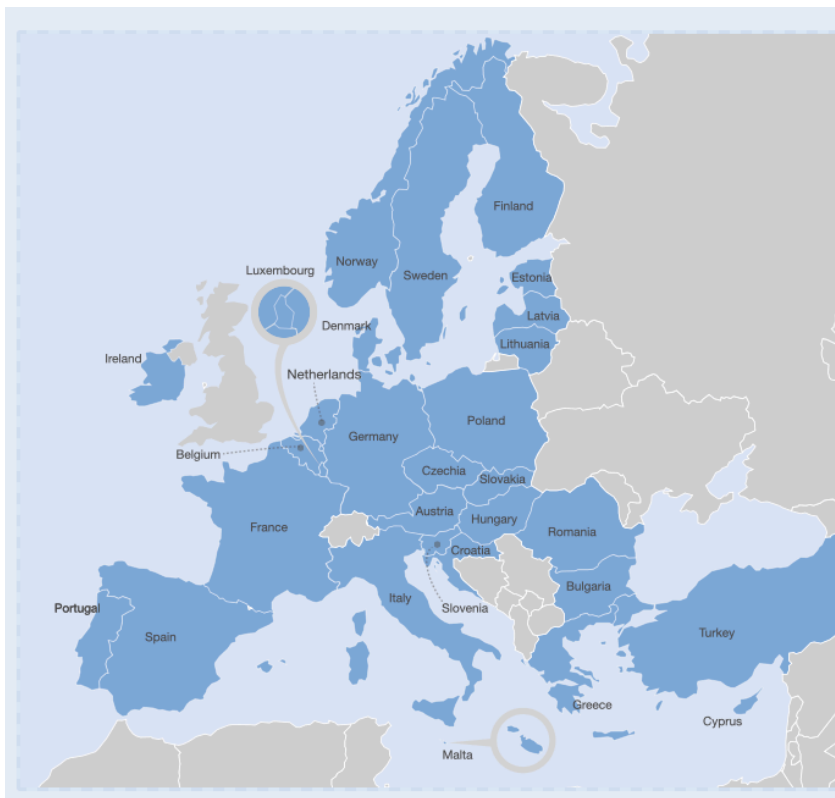 Finland
Norway
Sweden
Luxembourg
Estonia
Latvia
Denmark
Lithuania
Ireland
Netherlands
Poland
Germany
Belgium
Czechia
Slovakia
Austria
Hungary
France
Romania
Croatia
Bulgaria
Italy
Slovenia
Portugal
Spain
Turkey
Greece
Cyprus
Malta